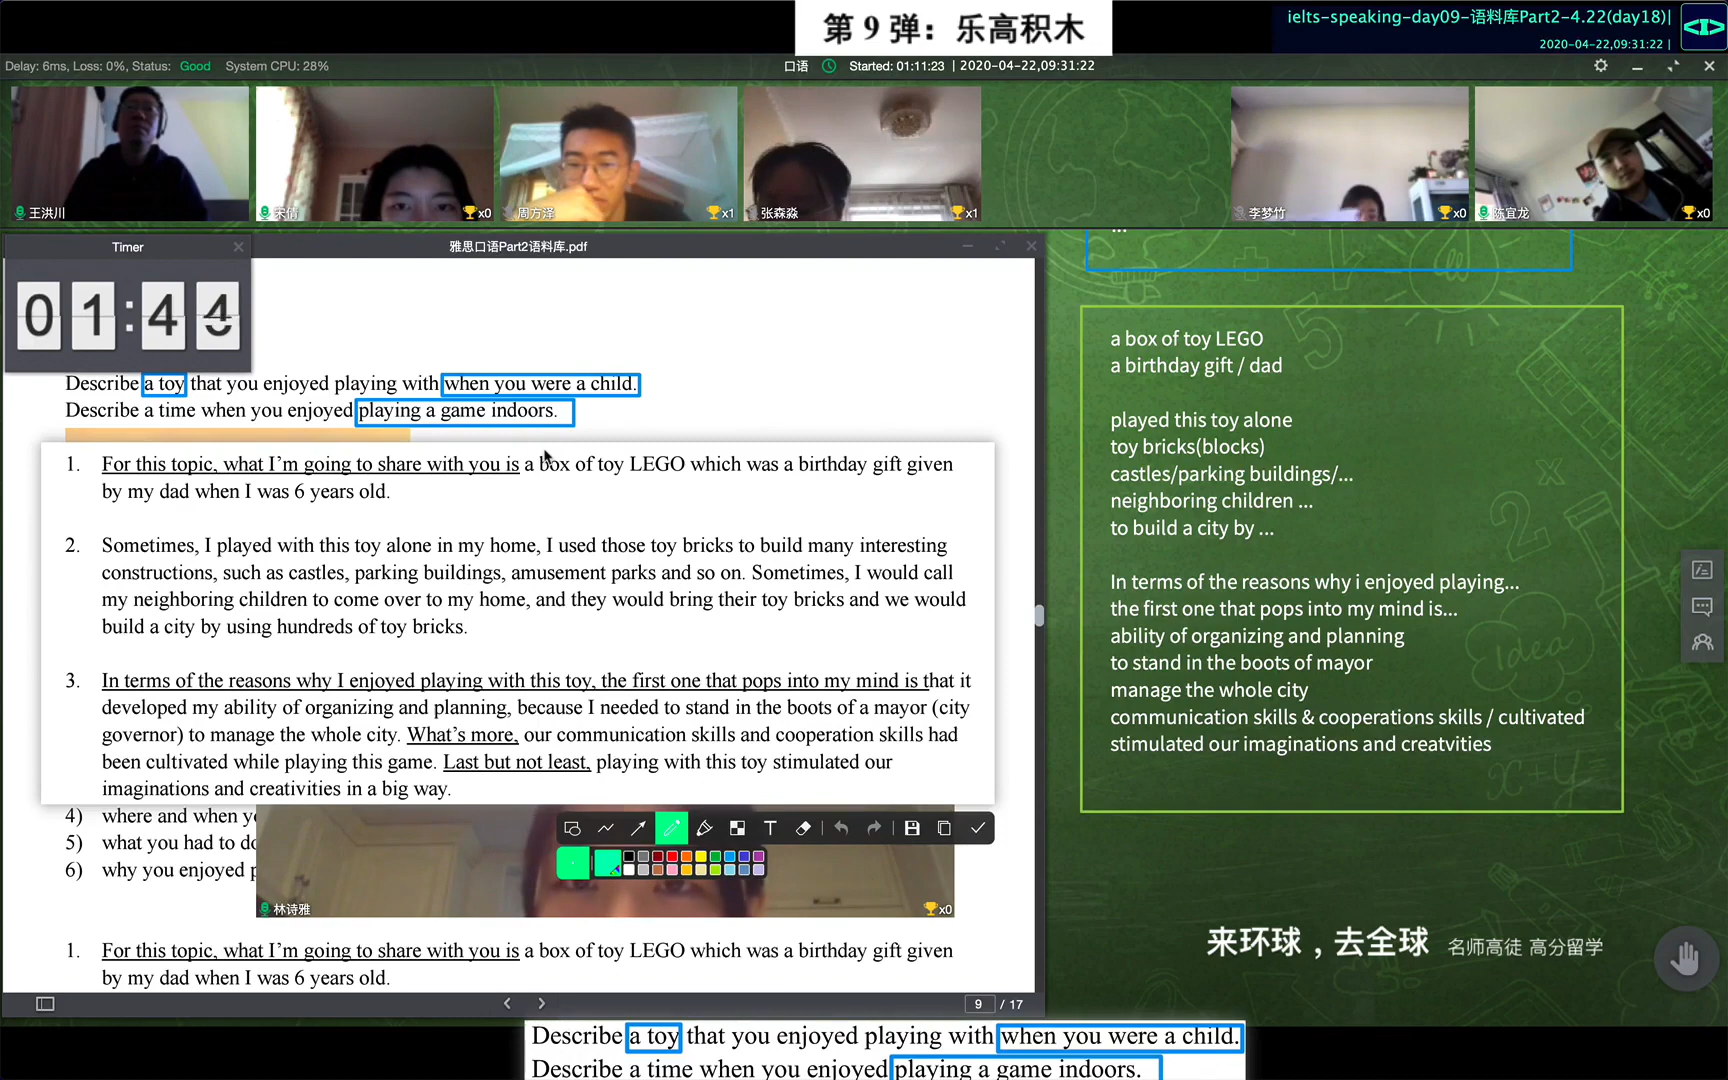 第 9 弹：乐高积木
ielts-speaking-day09-语料库Part2-4.22(day18)|
2020-04-22,09:31:22 |
Delay: 6ms, Loss: 0%, Status: Good System CPU: 28%
口语 Started: 01:11:23 | 2020-04-22,09:31:22
王洪川
x0
周方泽 x1
张森淼 x1
李梦竹 x0
陈宜龙 x0
Timer
雅思口语Part2语料库.pdf
01:44
Describe a toy that you enjoyed playing with when you were a child.
Describe a time when you enjoyed playing a game indoors.
1. For this topic, what I'm going to share with you is a box of toy LEGO which was a birthday gift given
by my dad when I was 6 years old.
2. Sometimes, I played with this toy alone in my home, I used those toy bricks to build many interesting
constructions, such as castles, parking buildings, amusement parks and so on. Sometimes, I would call
my neighboring children to come over to my home, and they would bring their toy bricks and we would
build a city by using hundreds of toy bricks.
3. In terms of the reasons why I enjoyed playing with this toy, the first one that pops into my mind is that it
developed my ability of organizing and planning, because I needed to stand in the boots of a mayor (city
governor) to manage the whole city. What's more, our communication skills and cooperation skills had
been cultivated while playing this game. Last but not least, playing with this toy stimulated our
imaginations and creativities in a big way.
4) where and when y
5) what you had to do
6) why you enjoyed p
林诗雅 x0
1. For this topic, what I'm going to share with you is a box of toy LEGO which was a birthday gift given
by my dad when I was 6 years old.
9 / 17
...
a box of toy LEGO
a birthday gift / dad
played this toy alone
toy bricks(blocks)
castles/parking buildings/...
neighboring children ...
to build a city by ...
In terms of the reasons why i enjoyed playing...
the first one that pops into my mind is...
ability of organizing and planning
to stand in the boots of mayor
manage the whole city
communication skills & cooperations skills / cultivated
stimulated our imaginations and creatvities
来环球，去全球 名师高徒 高分留学
Describe a toy that you enjoyed playing with when you were a child.
Describe a time when you enjoyed playing a game indoors.